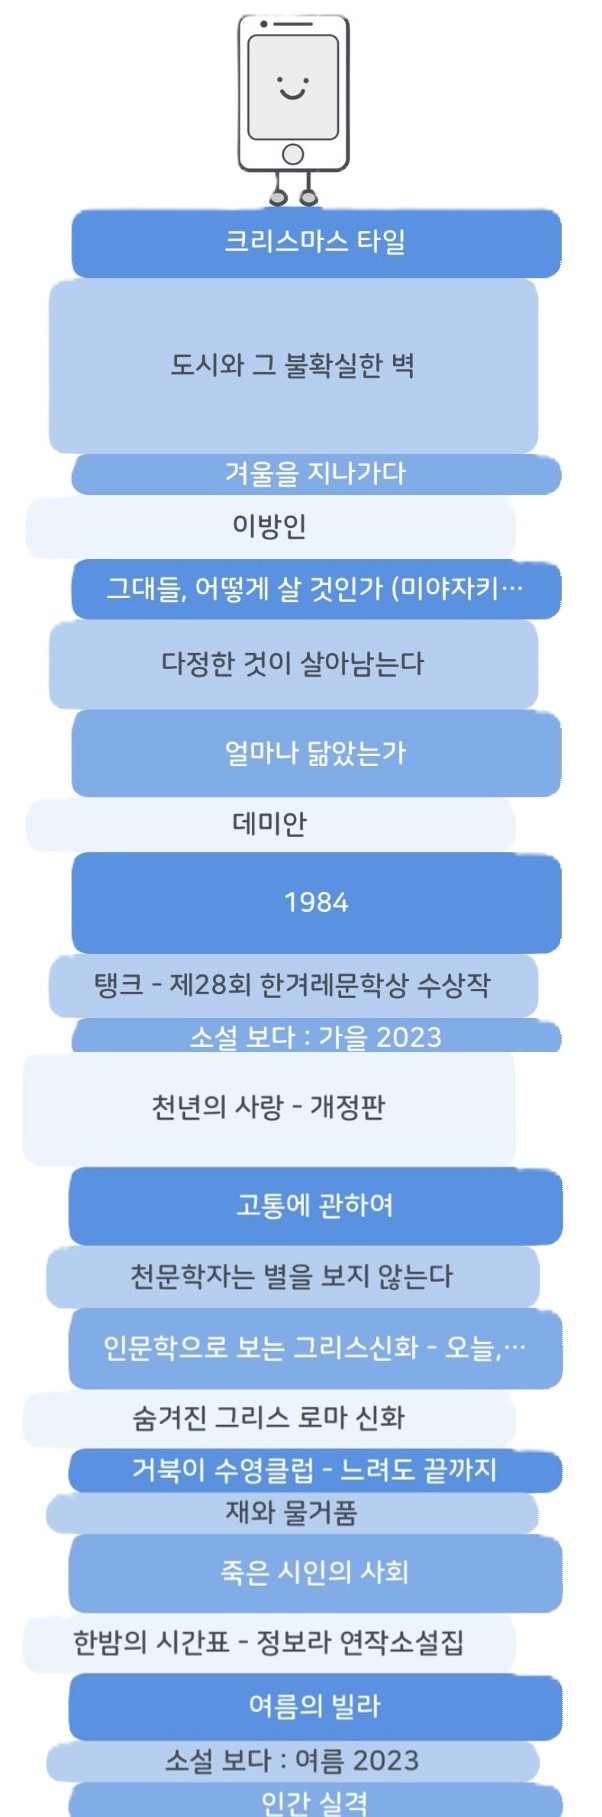 크리스마스 타일
도시와 그 불확실한 벽
겨울을 지나가다
이방인
그대들, 어떻게 살 것인가 (미야자키…
다정한 것이 살아남는다
얼마나 닮았는가
데미안
1984
탱크 - 제28회 한겨레문학상 수상작
소설 보다 : 가을 2023
천년의 사랑 - 개정판
고통에 관하여
천문학자는 별을 보지 않는다
인문학으로 보는 그리스신화 - 오늘,…
숨겨진 그리스 로마 신화
거북이 수영클럽 - 느려도 끝까지
재와 물거품
죽은 시인의 사회
한밤의 시간표 - 정보라 연작소설집
여름의 빌라
소설 보다 : 여름 2023
인간 실격